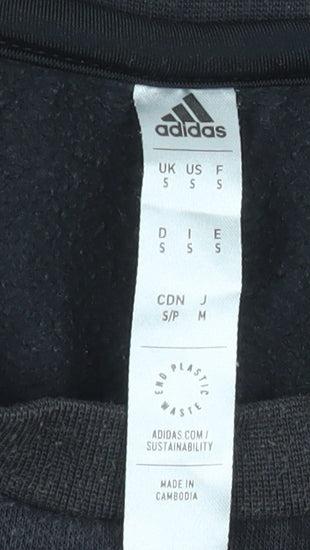 adidas
UK US F
S S S
D I E
S S S
CDN J
S/P M
END PLASTIC WASTE
ADIDAS.COM/
SUSTAINABILITY
MADE IN
CAMBODIA